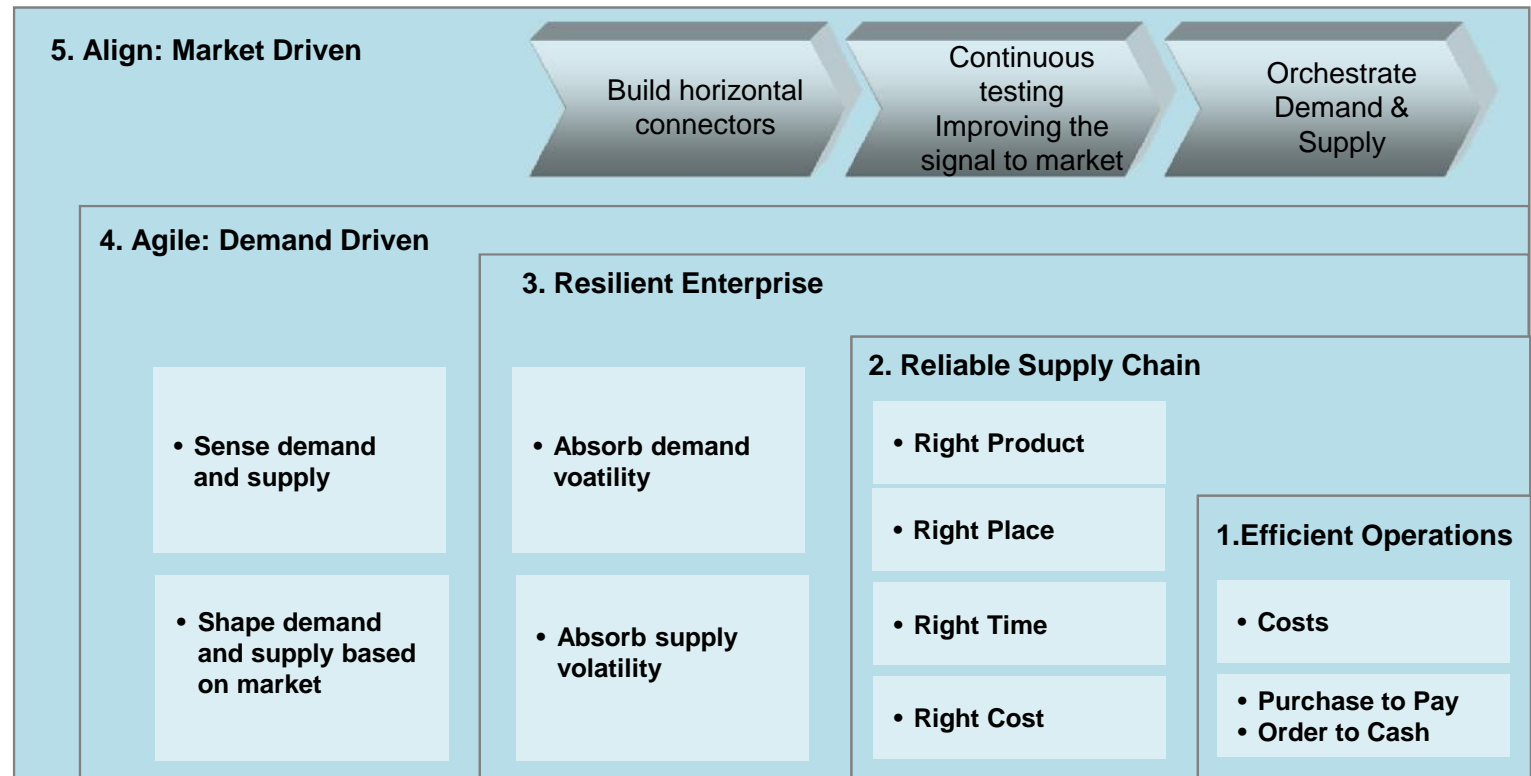 5. Align: Market Driven
Build horizontal
connectors
Continuous
testing
Improving the
signal to market
Orchestrate
Demand &
Supply
4. Agile: Demand Driven
• Sense demand
and supply
• Shape demand
and supply based
on market
3. Resilient Enterprise
• Absorb demand
voatility
• Absorb supply
volatility
2. Reliable Supply Chain
• Right Product
• Right Place
• Right Time
• Right Cost
1.Efficient Operations
• Costs
• Purchase to Pay
• Order to Cash